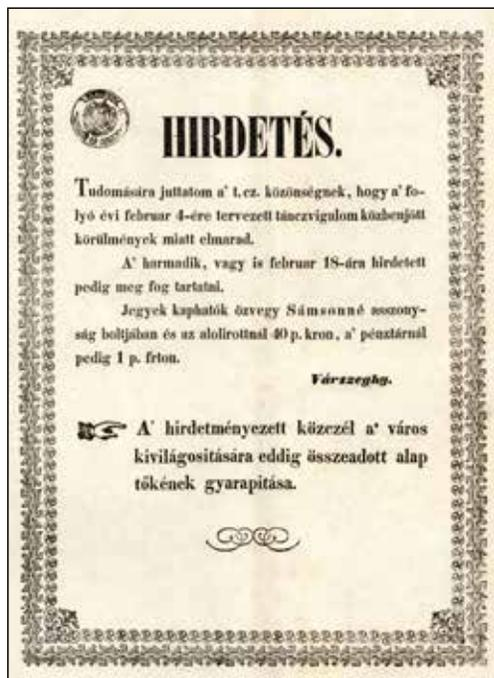 HIRDETÉS.
Tudomására juttatom a' t. cz. közönségnek, hogy a' fo-
lyó évi februar 4-ére tervezett tánczvigalom közbenjött
körülmények miatt elmarad.
A' harmadik, vagy is februar 18-ára hirdetett
pedig meg fog tartatni.
Jegyek kaphatók özvegy Sámsonné asszony-
ság boltjában és az alolirottnál 40 p. kron, a' pénztárnál
pedig 1 p. frton.
Várszeghy.
A' hirdetményezett közczél a' város
kivilágositására eddig összeadott alap
tőkének gyarapitása.